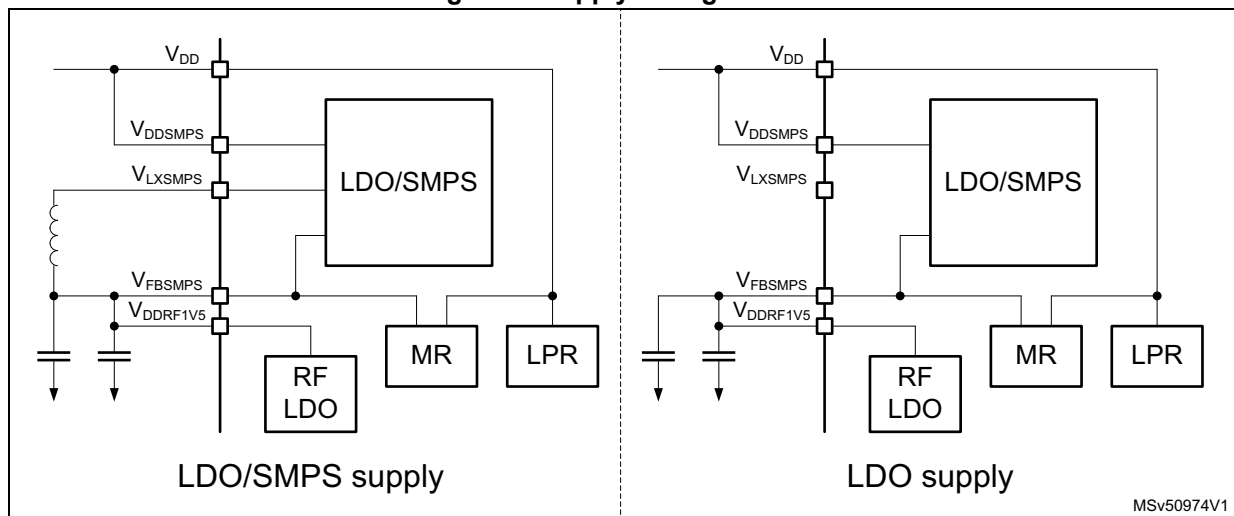 VDD
VDDSMPS
VLXSMPS
VFBSMPS
VDDRF1V5
LDO/SMPS
MR
LPR
RF
LDO
LDO/SMPS supply
VDD
VDDSMPS
VLXSMPS
VFBSMPS
VDDRF1V5
LDO/SMPS
MR
LPR
RF
LDO
LDO supply
MSv50974V1